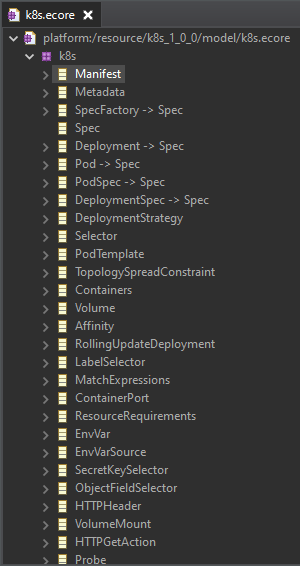 k8s.ecore
platform:/resource/k8s_1_0_0/model/k8s.ecore
k8s
Manifest
Metadata
SpecFactory -> Spec
Spec
Deployment -> Spec
Pod -> Spec
PodSpec -> Spec
DeploymentSpec -> Spec
DeploymentStrategy
Selector
PodTemplate
TopologySpreadConstraint
Containers
Volume
Affinity
RollingUpdateDeployment
LabelSelector
MatchExpressions
ContainerPort
ResourceRequirements
EnvVar
EnvVarSource
SecretKeySelector
ObjectFieldSelector
HTTPHeader
VolumeMount
HTTPGetAction
Probe